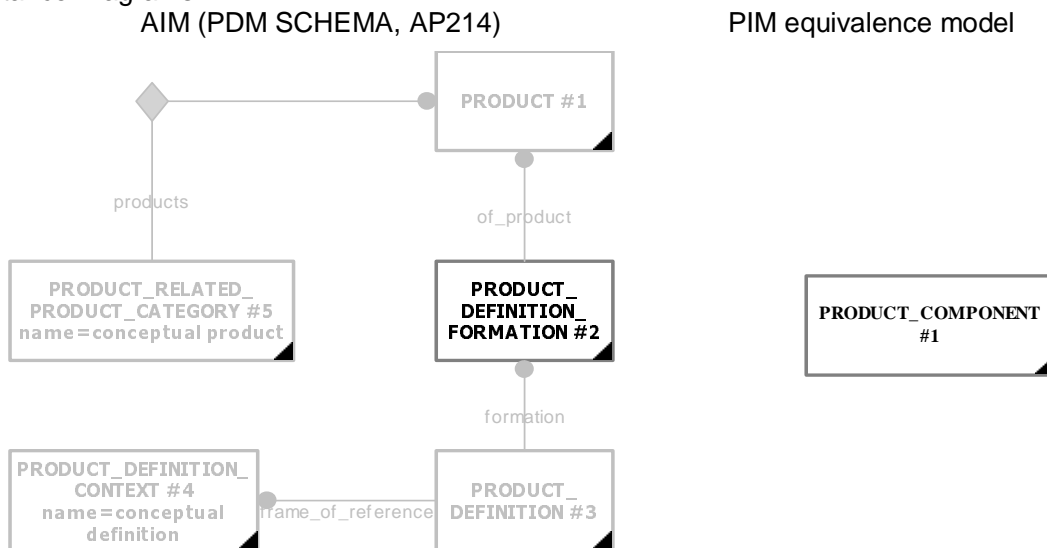 AIM (PDM SCHEMA, AP214)
PIM equivalence model
PRODUCT #1
products
of_product
PRODUCT_RELATED_
PRODUCT_CATEGORY #5
name=conceptual product
PRODUCT_
DEFINITION_
FORMATION #2
PRODUCT_COMPONENT
#1
formation
PRODUCT_DEFINITION_
CONTEXT #4
name=conceptual
definition
frame_of_reference
PRODUCT_
DEFINITION #3